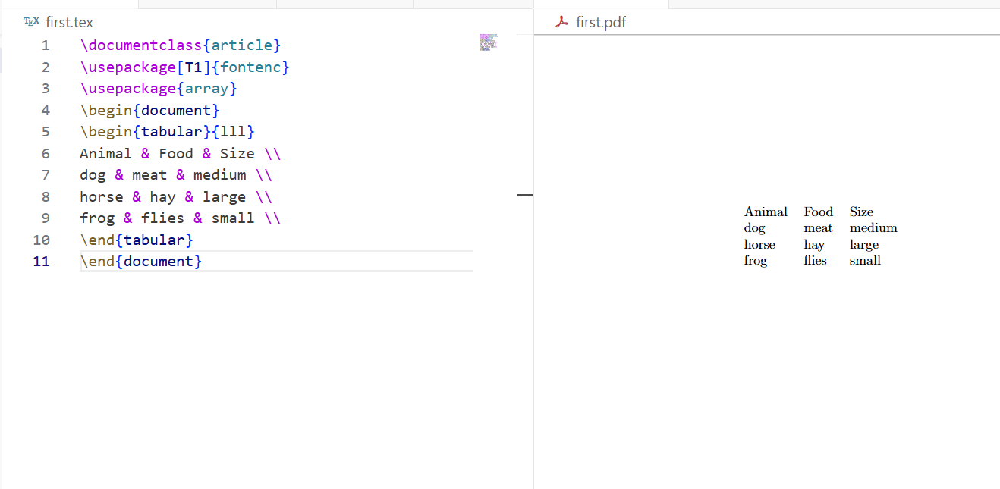 TEX first.tex
1 \documentclass{article}
2 \usepackage[T1]{fontenc}
3 \usepackage{array}
4 \begin{document}
5 \begin{tabular}{lll}
6 Animal & Food & Size \\
7 dog & meat & medium \\
8 horse & hay & large \\
9 frog & flies & small \\
10 \end{tabular}
11 \end{document}
first.pdf
Animal Food Size
dog meat medium
horse hay large
frog flies small